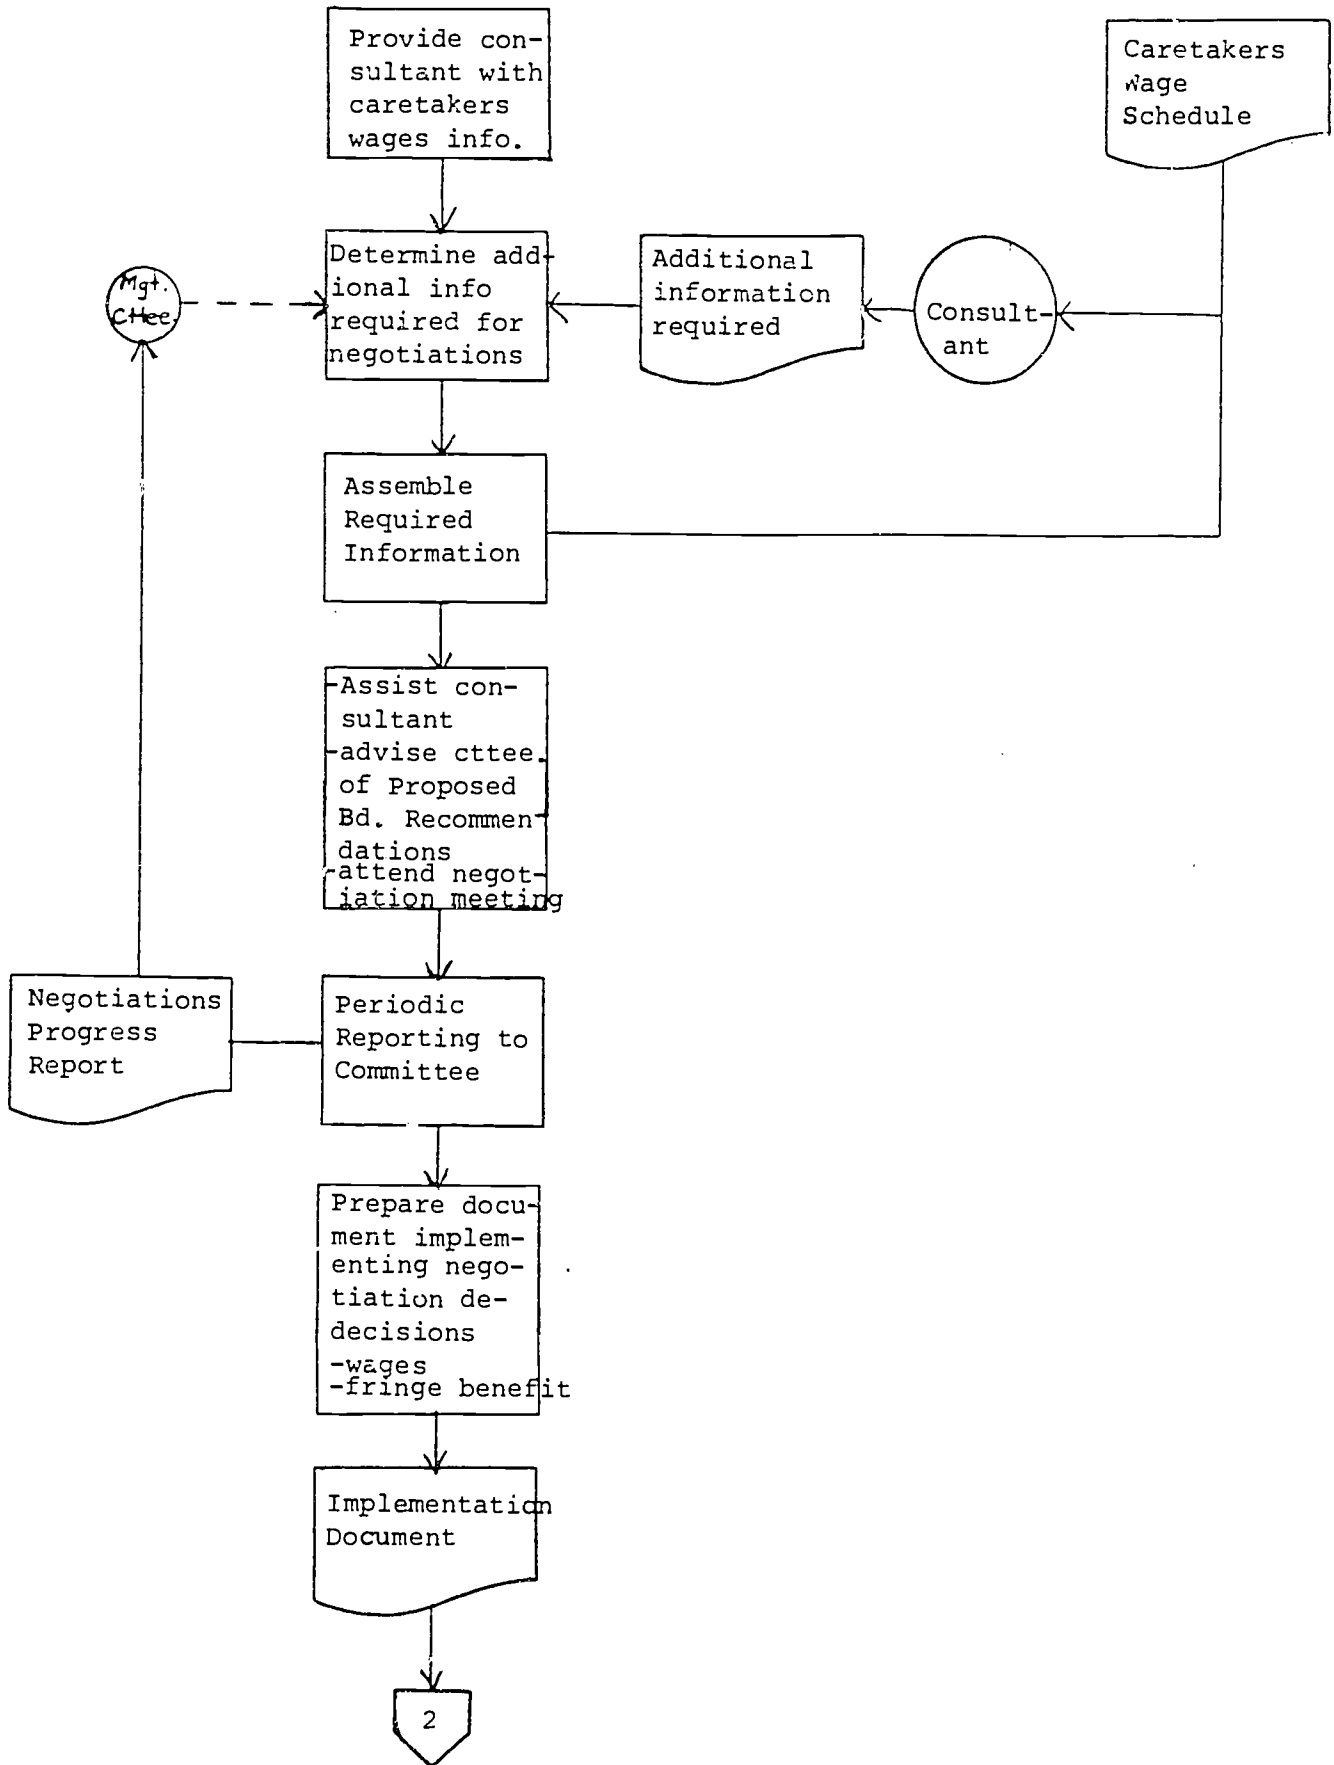 Provide con-
sultant with
caretakers
wages info.
Caretakers
Wage
Schedule
Determine add-
ional info
required for
negotiations
Mgt.
Cttee.
Additional
information
required
Consult-
ant
Assemble
Required
Information
-Assist con-
sultant
-advise cttee.
of Proposed
Bd. Recommen-
dations
-attend negot-
iation meeting
Negotiations
Progress
Report
Periodic
Reporting to
Committee
Prepare docu-
ment implem-
enting nego-
tiation de-
decisions
-wages
-fringe benefit
Implementation
Document
2